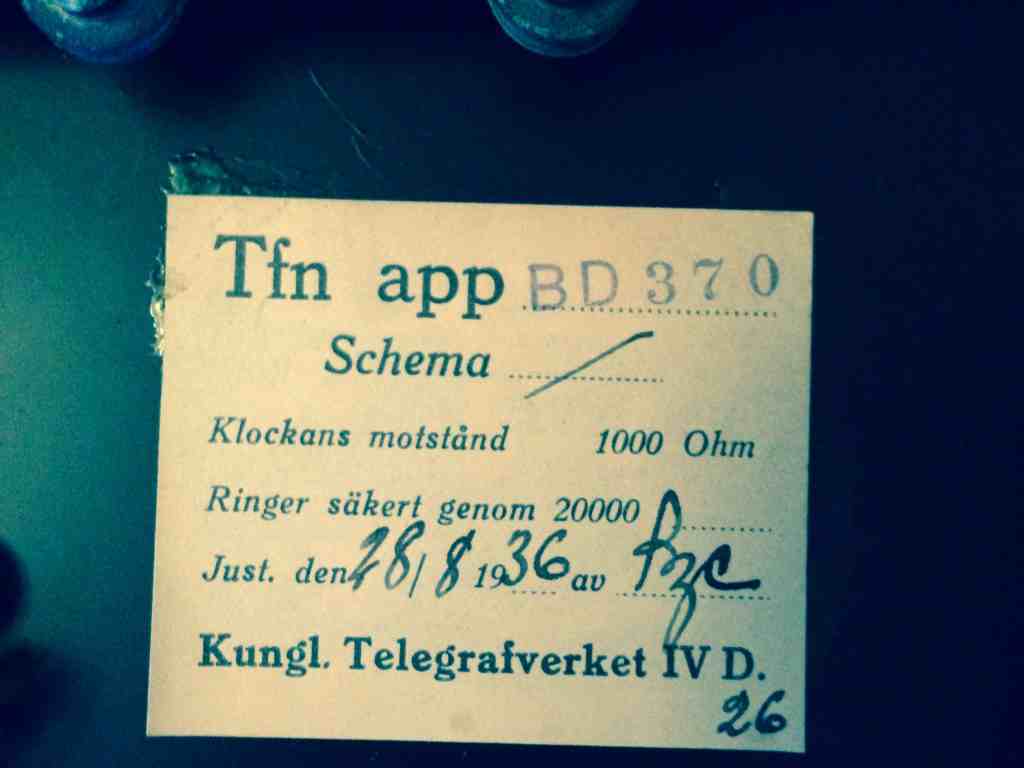 Tfn app BD 370
Schema
Klockans motstånd 1000 Ohm
Ringer säkert genom 20000
Just. den 28/8 1936 av
Kungl. Telegrafverket IV D.
26